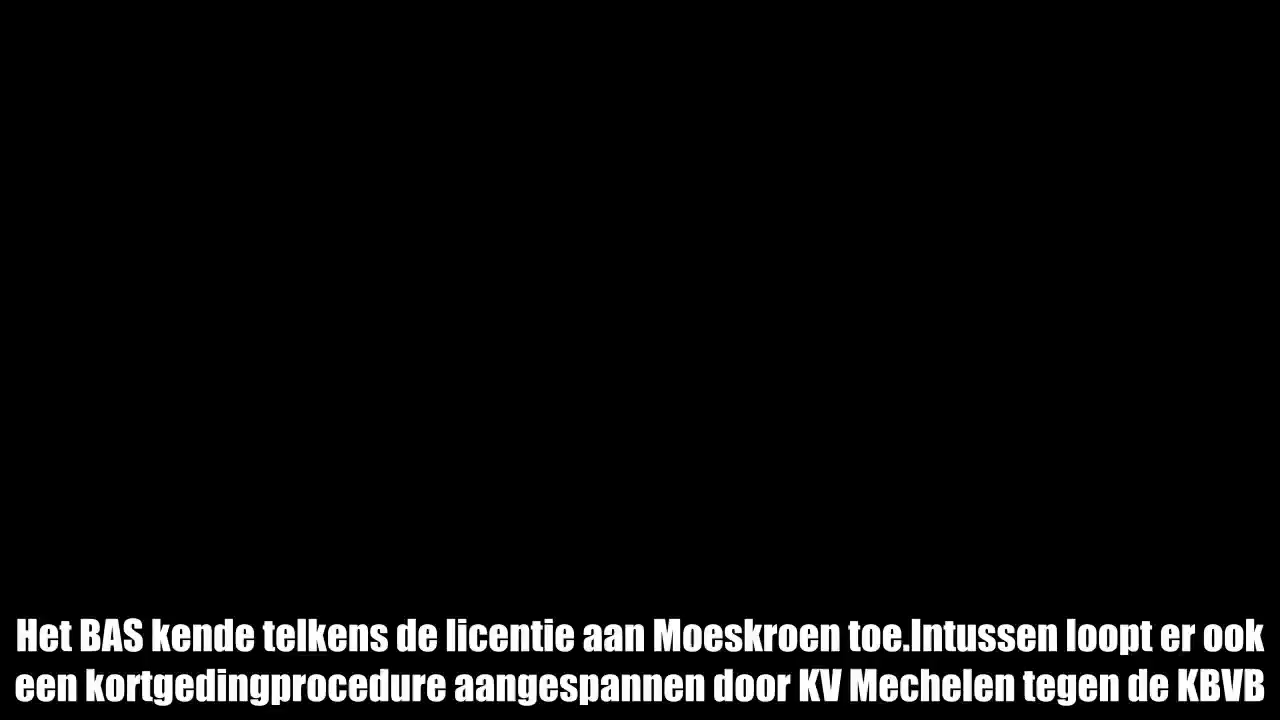 Het BAS kende telkens de licentie aan Moeskroen toe.Intussen loopt er ook
een kortgedingprocedure aangespannen door KV Mechelen tegen de KBVB